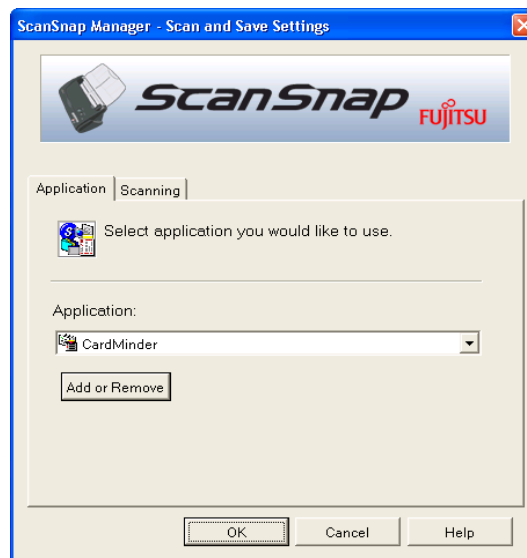 ScanSnap Manager - Scan and Save Settings
ScanSnap FUJITSU
Application Scanning
Select application you would like to use.
Application:
CardMinder
Add or Remove
OK Cancel Help